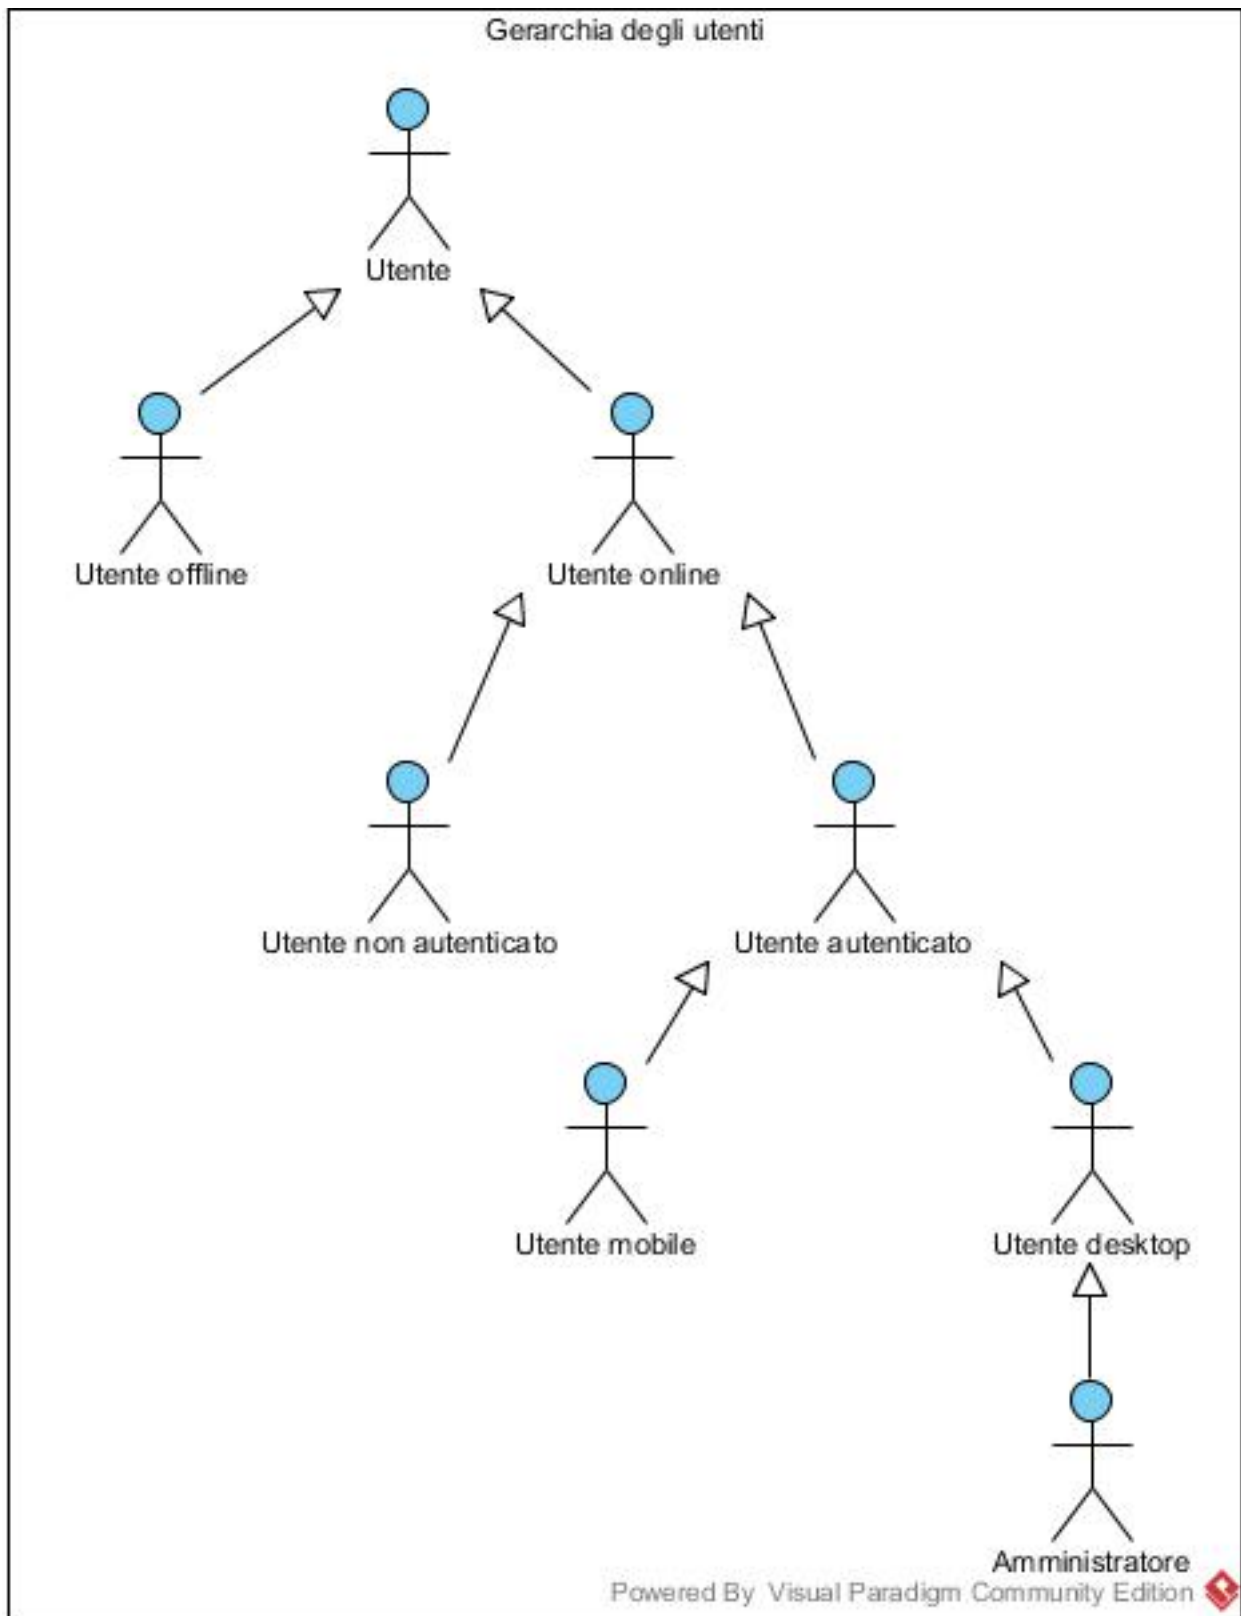 Gerarchia degli utenti
Utente
Utente offline
Utente online
Utente non autenticato
Utente autenticato
Utente mobile
Utente desktop
Amministratore
Powered By Visual Paradigm Community Edition